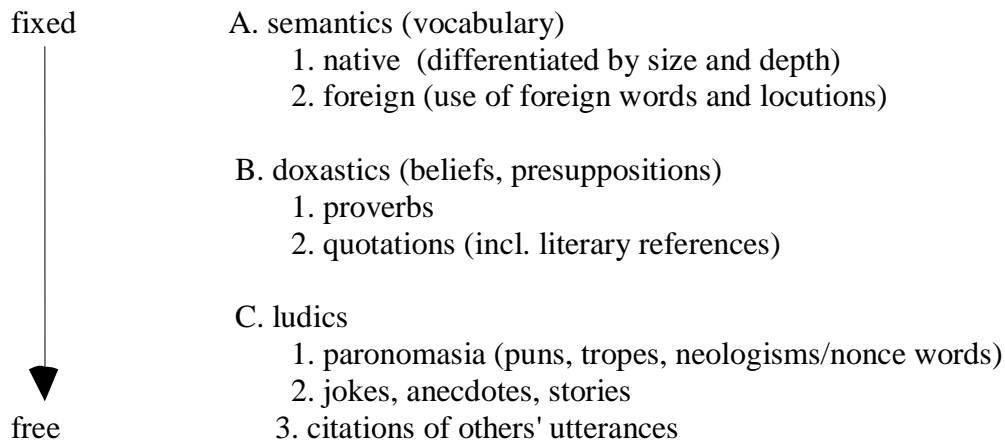 fixed A. semantics (vocabulary)
1. native (differentiated by size and depth)
2. foreign (use of foreign words and locutions)
B. doxastics (beliefs, presuppositions)
1. proverbs
2. quotations (incl. literary references)
C. ludics
1. paronomasia (puns, tropes, neologisms/nonce words)
2. jokes, anecdotes, stories
free 3. citations of others' utterances